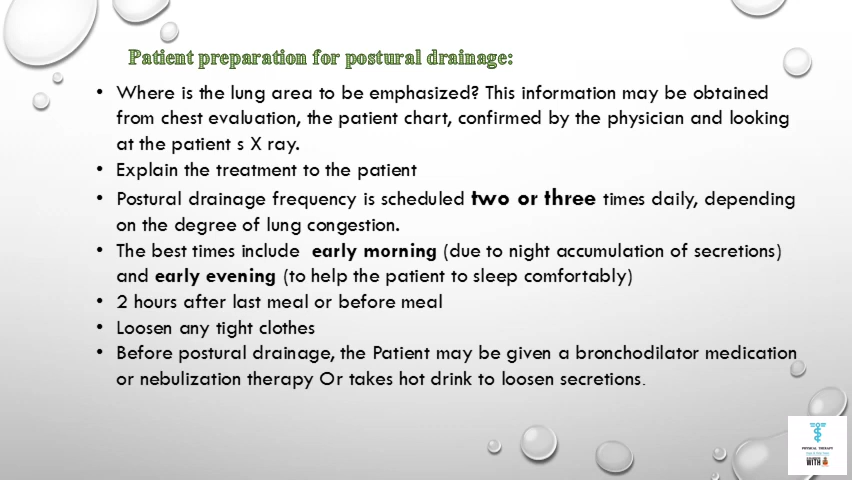 Patient preparation for postural drainage:
• Where is the lung area to be emphasized? This information may be obtained
from chest evaluation, the patient chart, confirmed by the physician and looking
at the patient s X ray.
• Explain the treatment to the patient
• Postural drainage frequency is scheduled two or three times daily, depending
on the degree of lung congestion.
• The best times include early morning (due to night accumulation of secretions)
and early evening (to help the patient to sleep comfortably)
• 2 hours after last meal or before meal
• Loosen any tight clothes
• Before postural drainage, the Patient may be given a bronchodilator medication
or nebulization therapy Or takes hot drink to loosen secretions.
PHYSICAL THERAPY
WITH